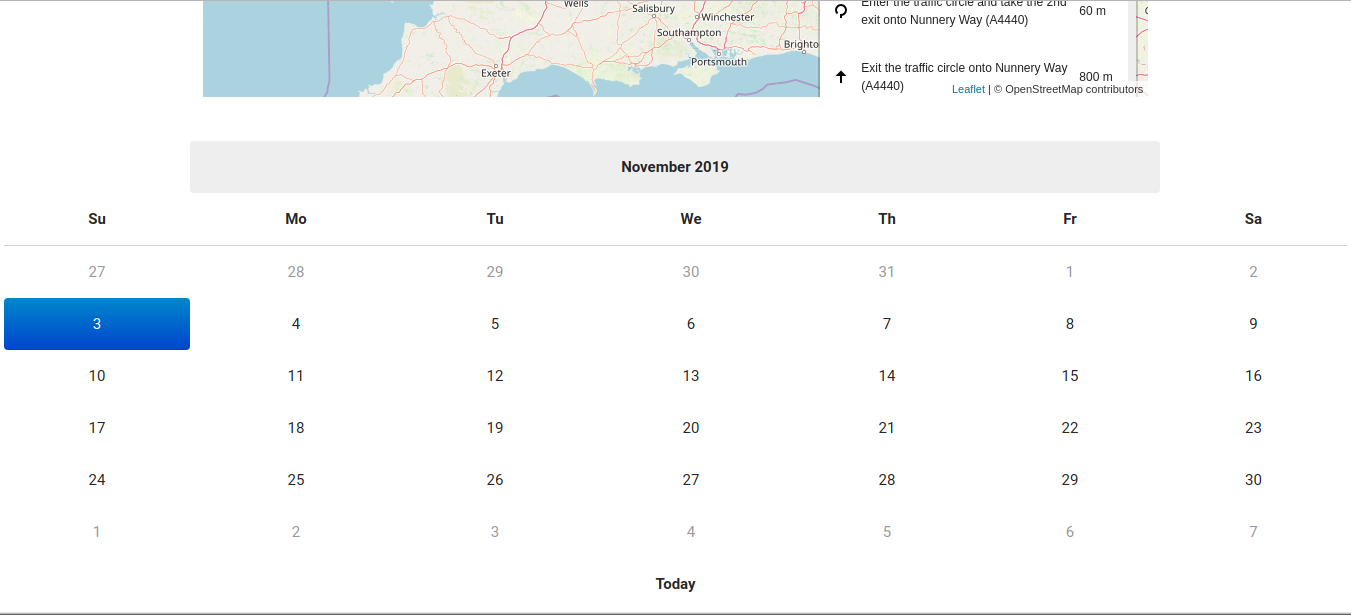 Wells
Salisbury
Winchester
Southampton
Brighto
Portsmouth
Exeter
Enter the traffic circle and take the 2nd
exit onto Nunnery Way (A4440)
60 m
Exit the traffic circle onto Nunnery Way
(A4440)
800 m
Leaflet | © OpenStreetMap contributors
November 2019
Su Mo Tu We Th Fr Sa
27 28 29 30 31 1 2
3 4 5 6 7 8 9
10 11 12 13 14 15 16
17 18 19 20 21 22 23
24 25 26 27 28 29 30
1 2 3 4 5 6 7
Today